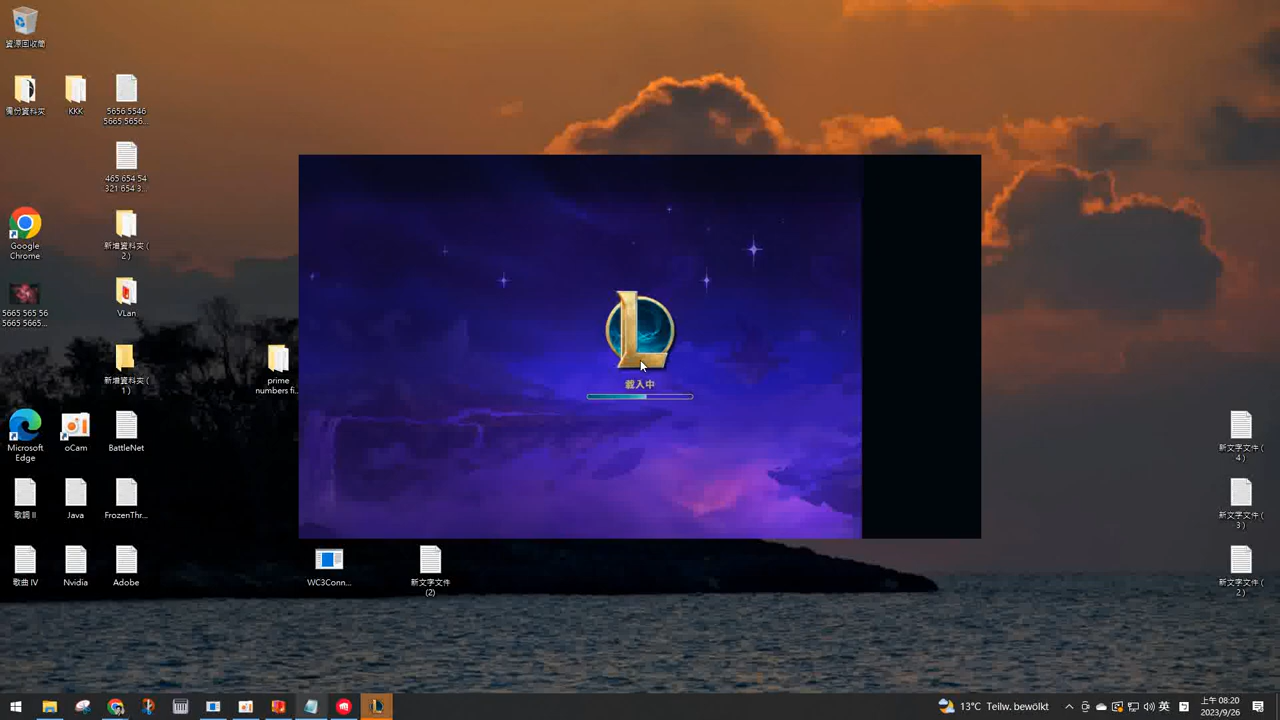 資源回收筒
備份資料夾
KKK
5656 5546
5665 5656...
465 654 54
321 654 3...
Google
Chrome
新增資料夾 (
2 )
5665 565 56
5665 5665...
VLan
新增資料夾 (
1 )
prime
numbers fi...
載入中
Microsoft
Edge
oCam
BattleNet
新文字文件 (
4 )
歌詞 II
Java
FrozenThr...
新文字文件 (
3 )
歌曲 IV
Nvidia
Adobe
WC3Conn...
新文字文件
(2)
新文字文件 (
2 )
13°C Teilw. bewölkt
英
上午 08:20
2023/9/26